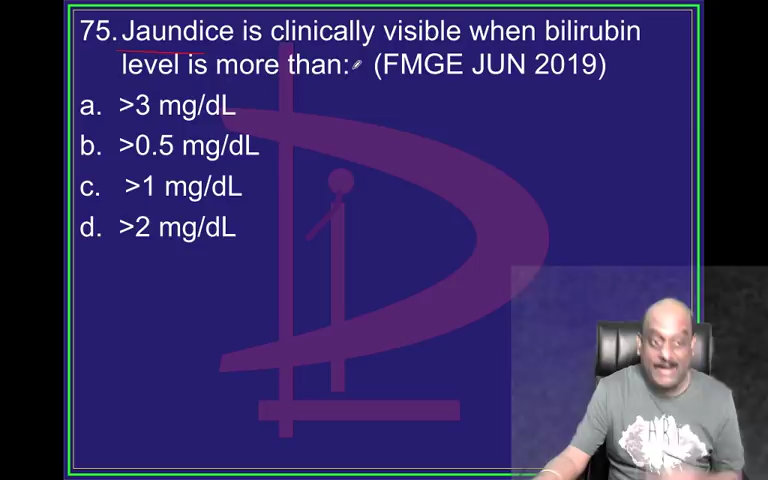 75. Jaundice is clinically visible when bilirubin
level is more than: (FMGE JUN 2019)
a. >3 mg/dL
b. >0.5 mg/dL
c. >1 mg/dL
d. >2 mg/dL